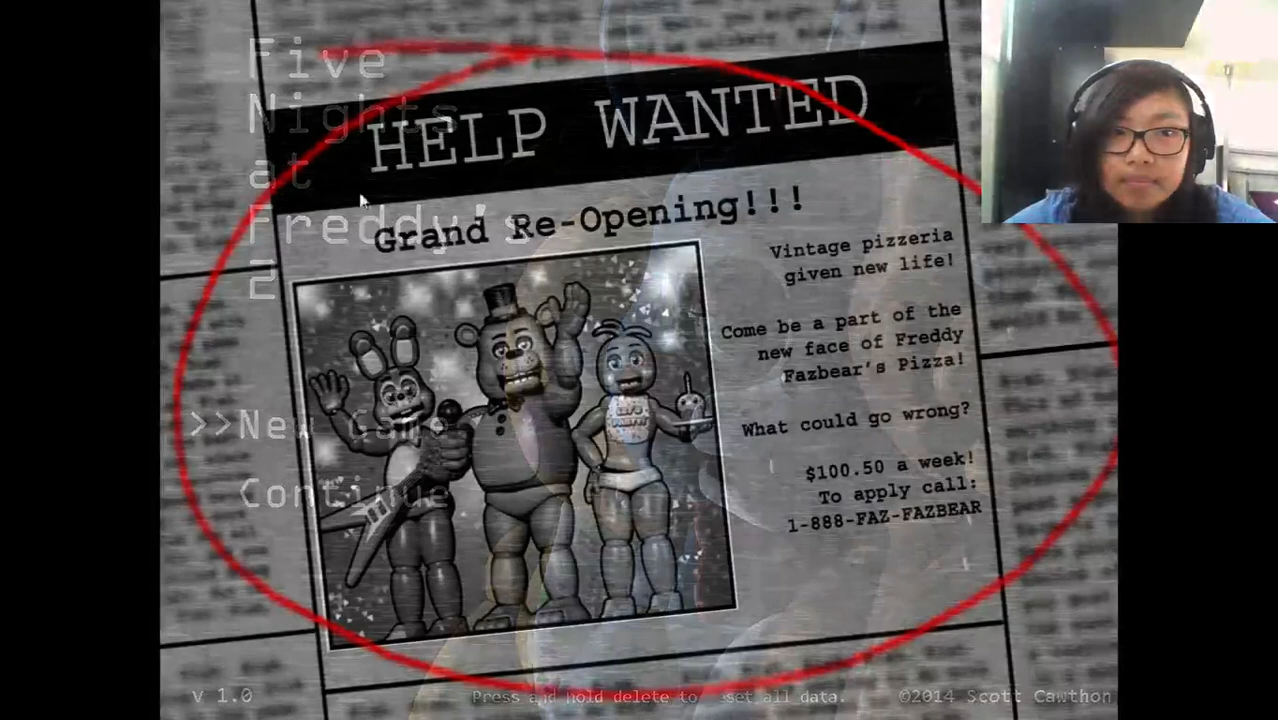 Five
Nights
at
Freddy's
2
HELP WANTED
Grand Re-Opening!!!
Vintage pizzeria
given new life!
Come be a part of the
new face of Freddy
Fazbear's Pizza!
What could go wrong?
$100.50 a week!
To apply call:
1-888-FAZ-FAZBEAR
>>New Game
Continue
v 1.0
Press and hold delete to set all data.
©2014 Scott Cawthon